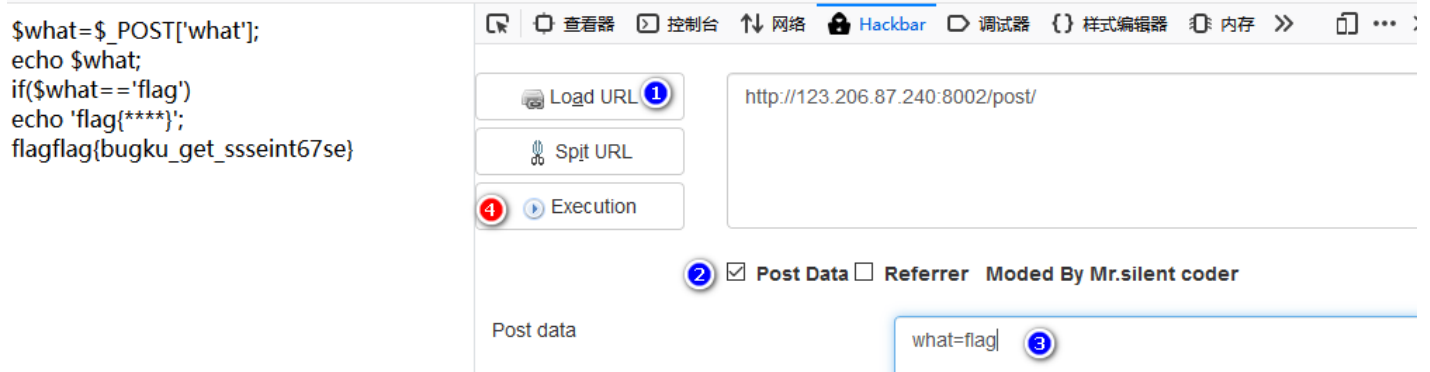 $what=$_POST['what'];
echo $what;
if($what=='flag')
echo 'flag{****}';
flagflag{bugku_get_ssseint67se}
查看器 控制台 网络 Hackbar 调试器 {} 样式编辑器 内存 >> •••
Load URL 1 http://123.206.87.240:8002/post/
Spit URL
4 Execution
2 Post Data Referrer Moded By Mr.silent coder
Post data
what=flag 3